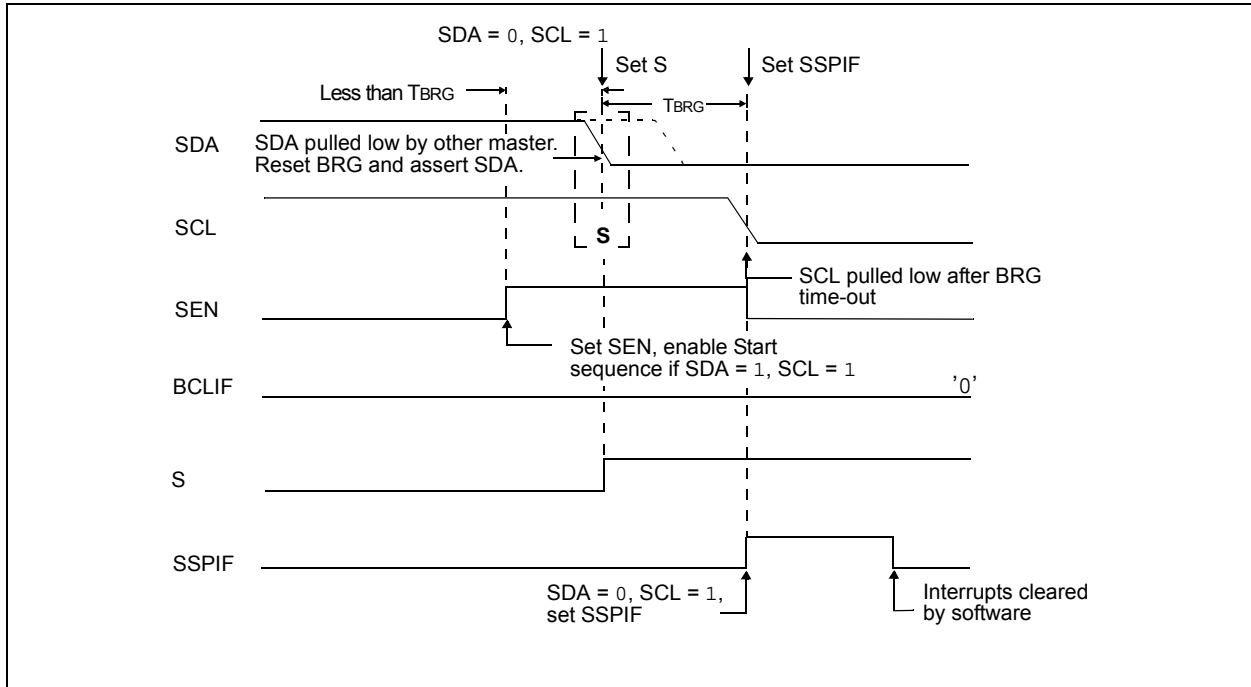 SDA = 0, SCL = 1
Set S
Set SSPIF
Less than TBRG
TBRG
SDA
SDA pulled low by other master.
Reset BRG and assert SDA.
SCL
S
SCL pulled low after BRG
time-out
SEN
Set SEN, enable Start
sequence if SDA = 1, SCL = 1
BCLIF
'0'
S
SSPIF
SDA = 0, SCL = 1,
set SSPIF
Interrupts cleared
by software